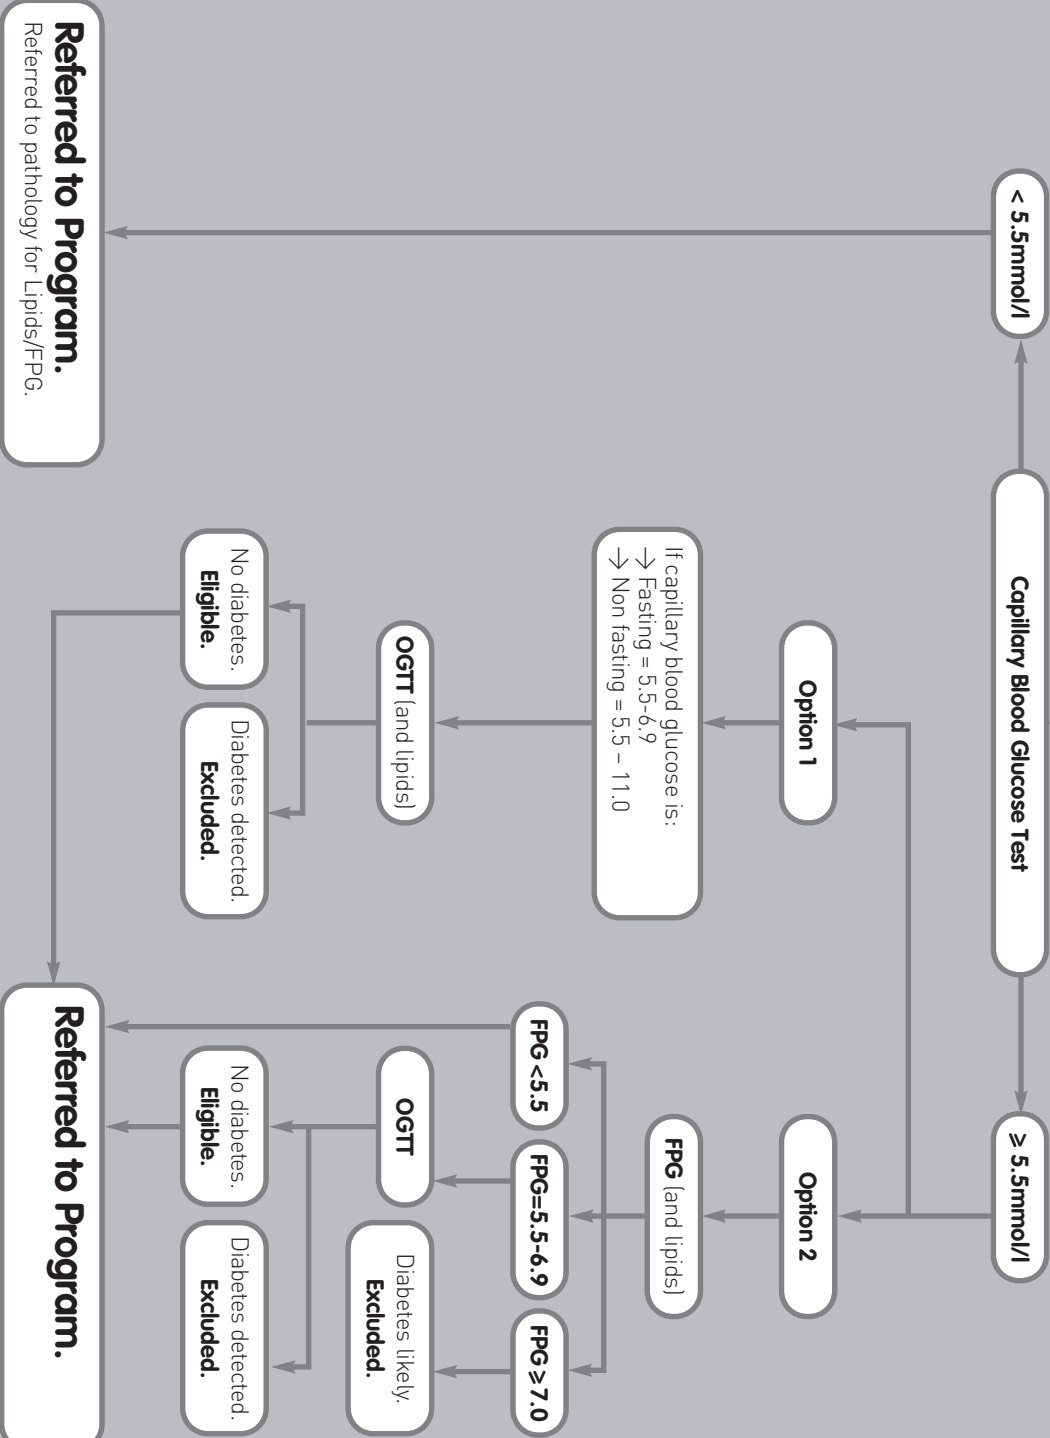 Capillary Blood Glucose Test
< 5.5mmol/l
≥ 5.5mmol/l
Option 1
Option 2
If capillary blood glucose is:
→ Fasting = 5.5-6.9
→ Non fasting = 5.5 – 11.0
FPG (and lipids)
FPG <5.5
FPG=5.5-6.9
FPG ≥ 7.0
OGTT (and lipids)
OGTT
Diabetes likely.
Excluded.
No diabetes.
Eligible.
Diabetes detected.
Excluded.
No diabetes.
Eligible.
Diabetes detected.
Excluded.
Referred to Program.
Referred to pathology for Lipids/FPG.
Referred to Program.